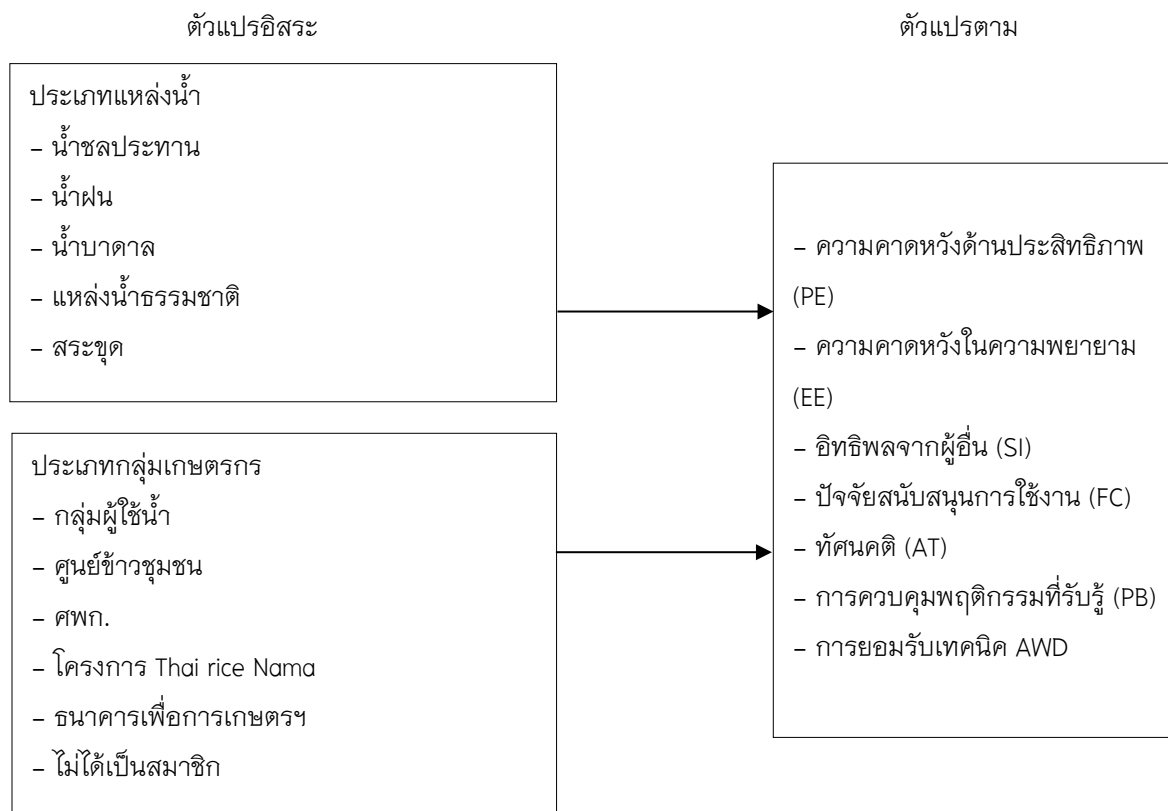 ตัวแปรอิสระ
ประเภทแหล่งน้ำ
– น้ำชลประทาน
– น้ำฝน
– น้ำบาดาล
– แหล่งน้ำธรรมชาติ
– สระขุด
ประเภทกลุ่มเกษตรกร
– กลุ่มผู้ใช้น้ำ
– ศูนย์ข้าวชุมชน
– ศพก.
– โครงการ Thai rice Nama
– ธนาคารเพื่อการเกษตรฯ
– ไม่ได้เป็นสมาชิก
ตัวแปรตาม
– ความคาดหวังด้านประสิทธิภาพ
(PE)
– ความคาดหวังในความพยายาม
(EE)
– อิทธิพลจากผู้อื่น (SI)
– ปัจจัยสนับสนุนการใช้งาน (FC)
– ทัศนคติ (AT)
– การควบคุมพฤติกรรมที่รับรู้ (PB)
– การยอมรับเทคนิค AWD